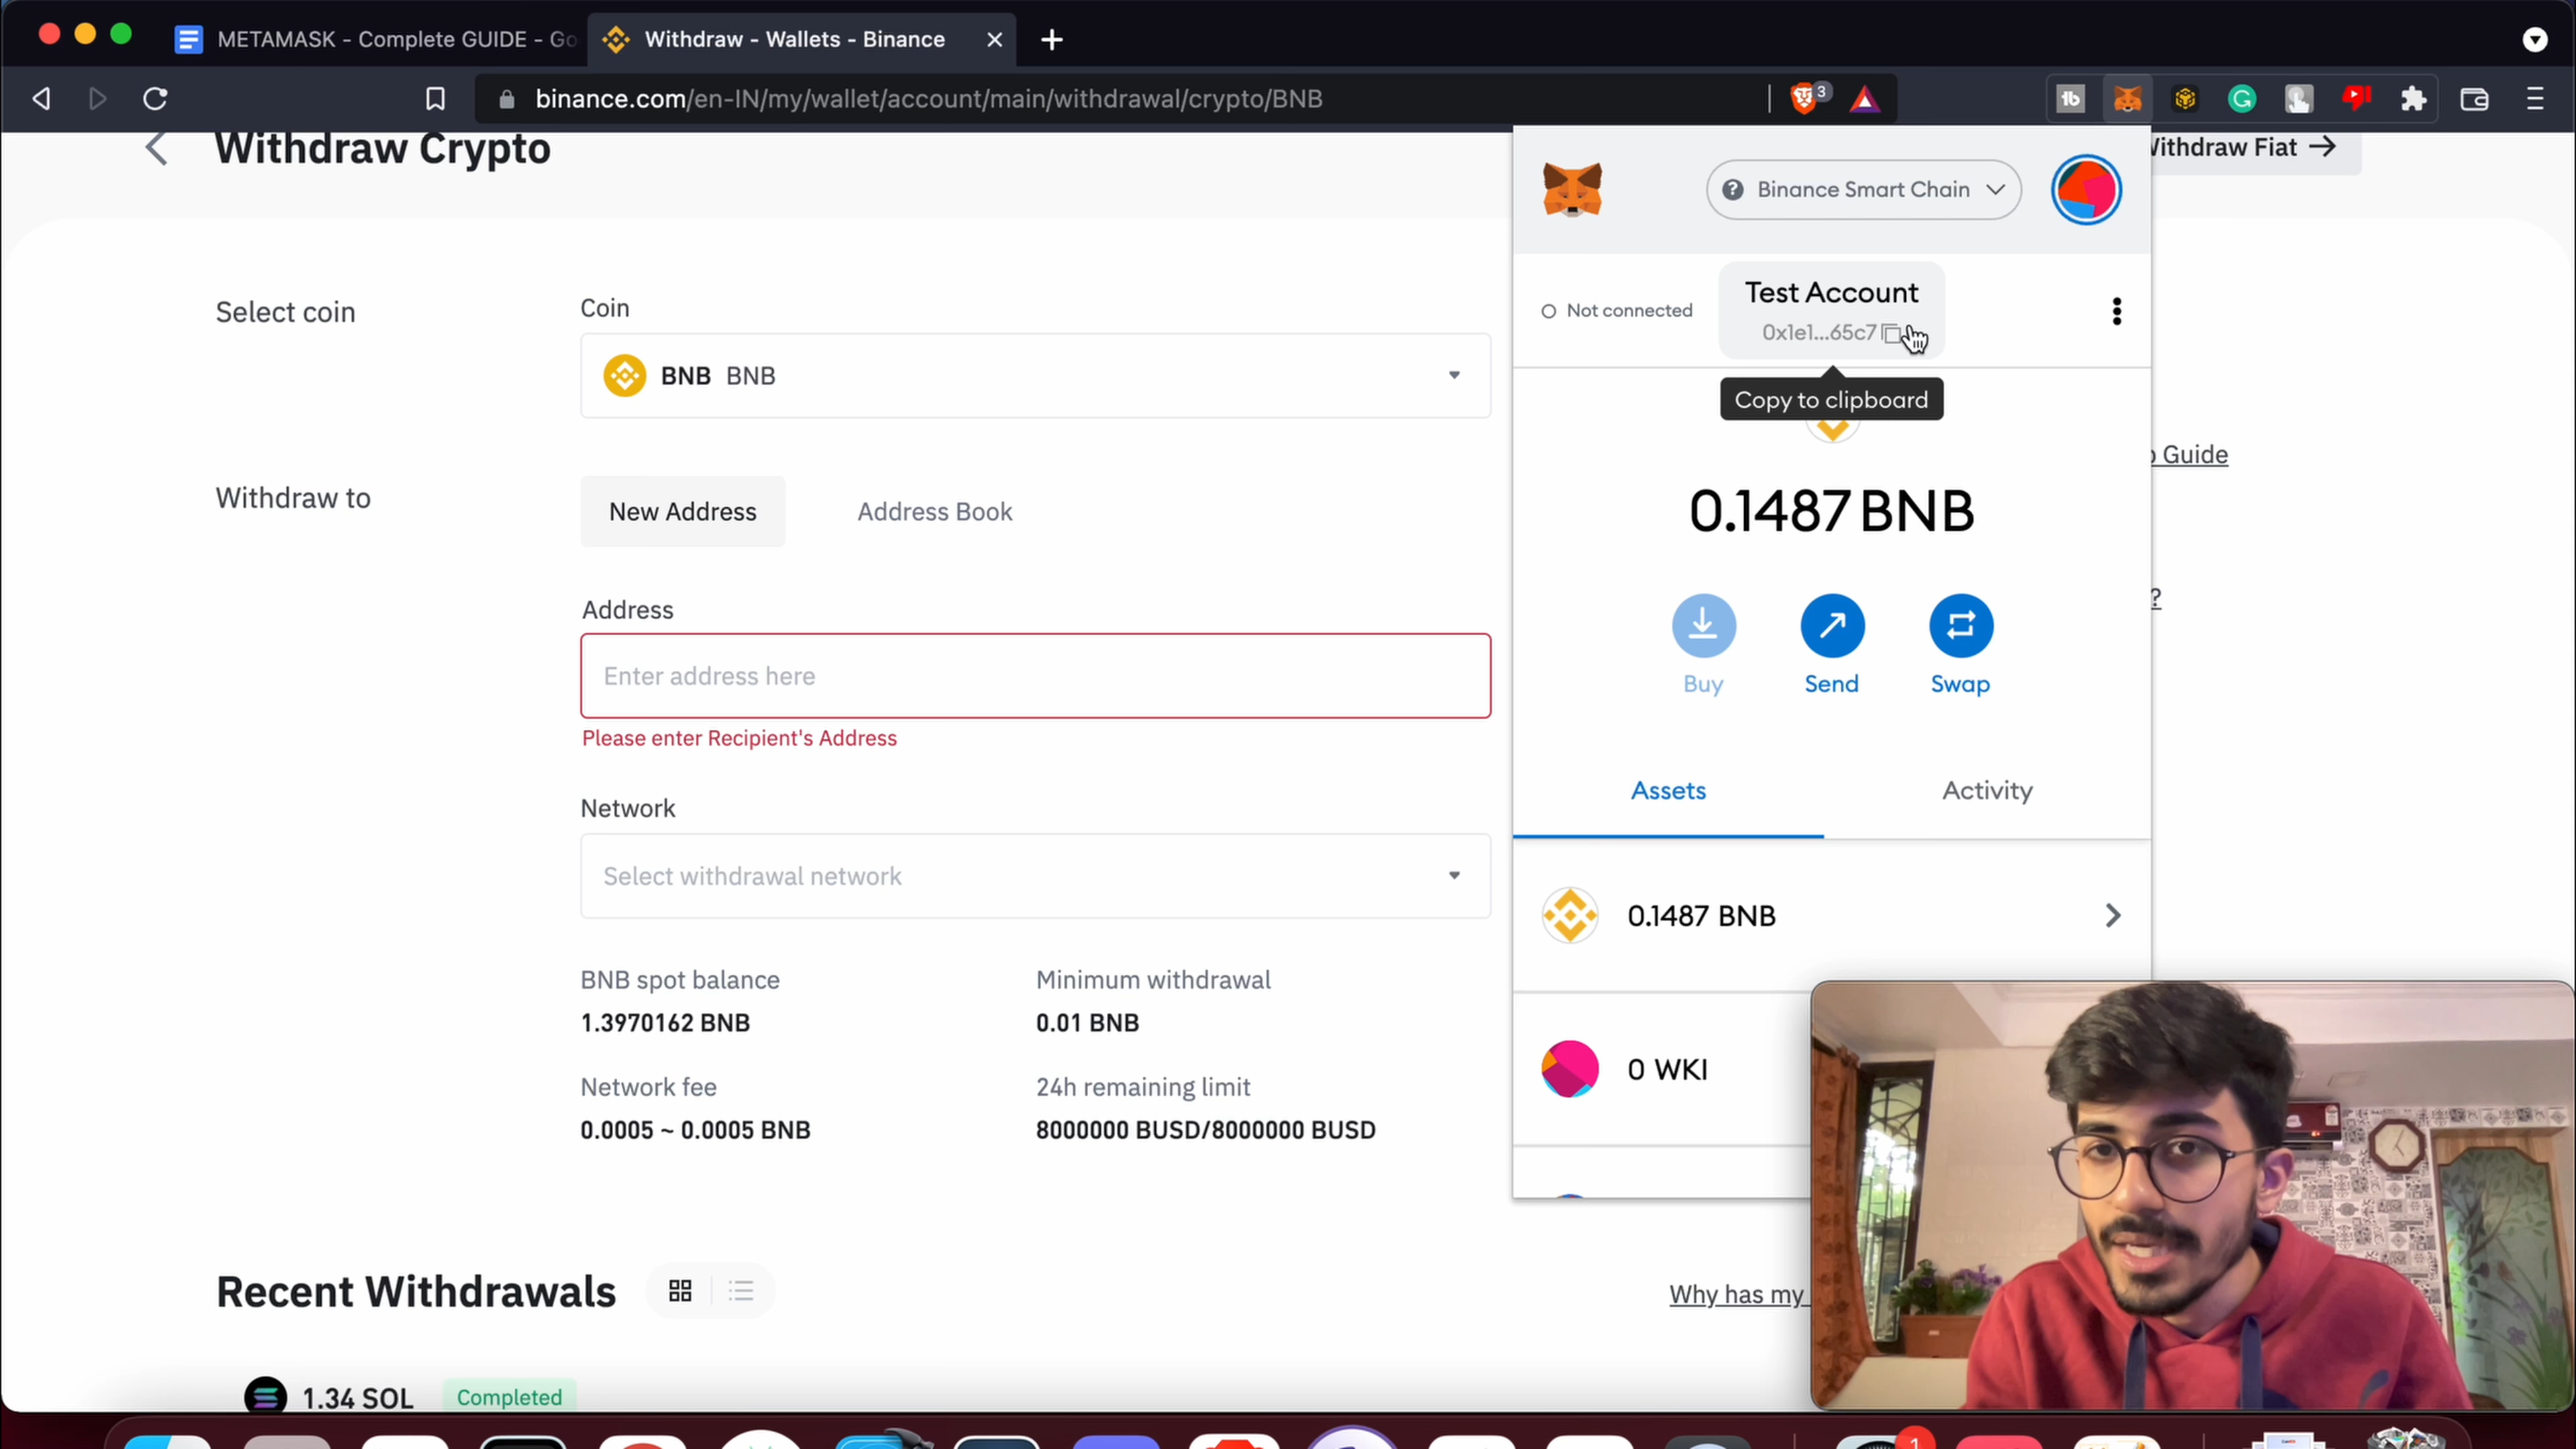 METAMASK - Complete GUIDE - Go
Withdraw - Wallets - Binance
binance.com/en-IN/my/wallet/account/main/withdrawal/crypto/BNB
3
Withdraw Crypto
Withdraw Fiat
Select coin
Coin
BNB BNB
Withdraw to
New Address
Address Book
Address
Enter address here
Please enter Recipient's Address
Network
Select withdrawal network
BNB spot balance
1.3970162 BNB
Minimum withdrawal
0.01 BNB
Network fee
0.0005 ~ 0.0005 BNB
24h remaining limit
8000000 BUSD/8000000 BUSD
Recent Withdrawals
Why has my
1.34 SOL
Completed
Guide
?
Binance Smart Chain
Not connected
Test Account
0x1e1...65c7
Copy to clipboard
0.1487 BNB
Buy
Send
Swap
Assets
Activity
0.1487 BNB
0 WKI
1